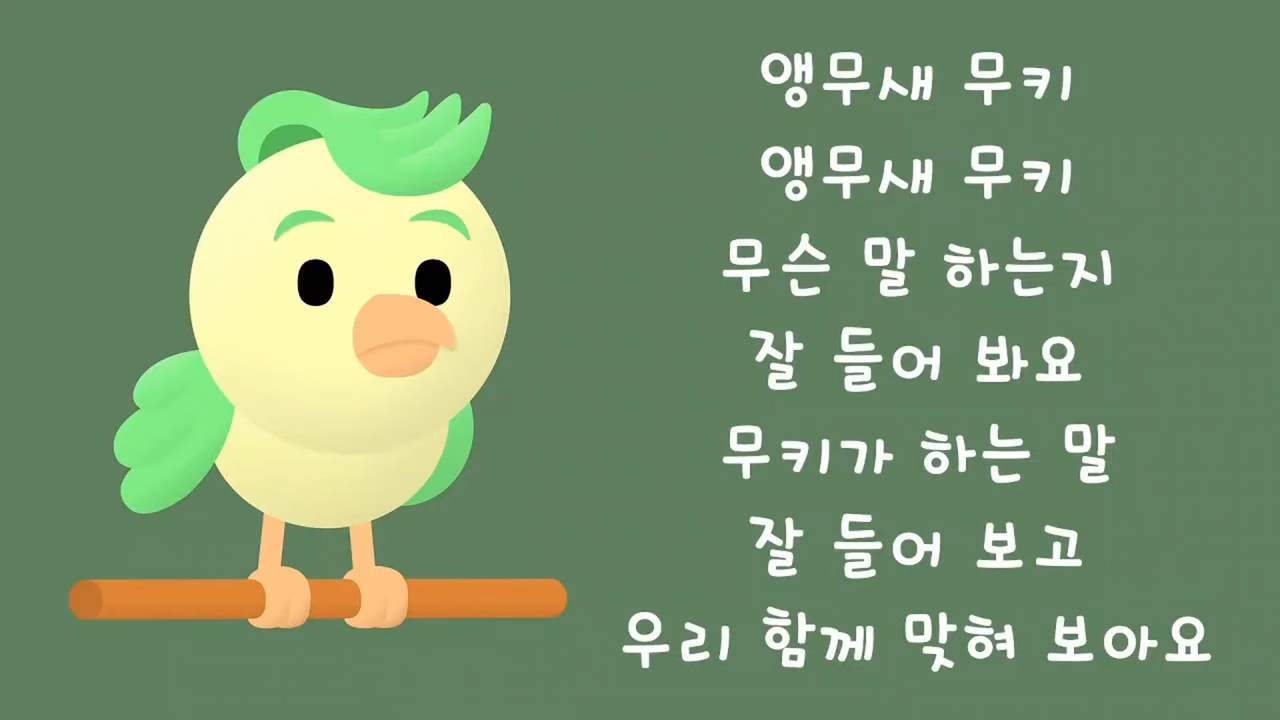 앵무새 무키
앵무새 무키
무슨 말 하는지
잘 들어 봐요
무키가 하는 말
잘 들어 보고
우리 함께 맞혀 보아요